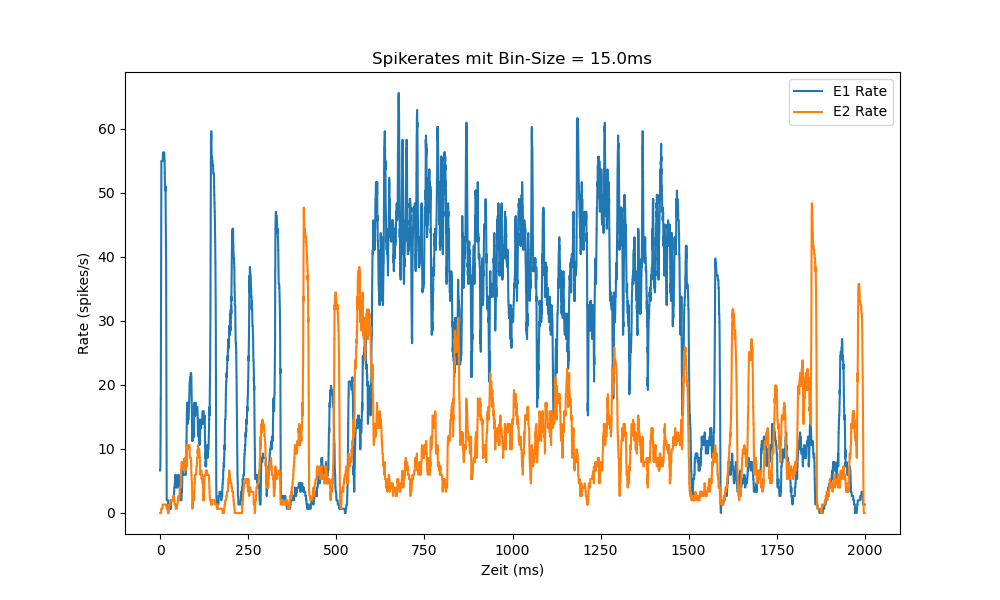 Spikerates mit Bin-Size = 15.0ms
E1 Rate
E2 Rate
Rate (spikes/s)
60
50
40
30
20
10
0
0 250 500 750 1000 1250 1500 1750 2000
Zeit (ms)